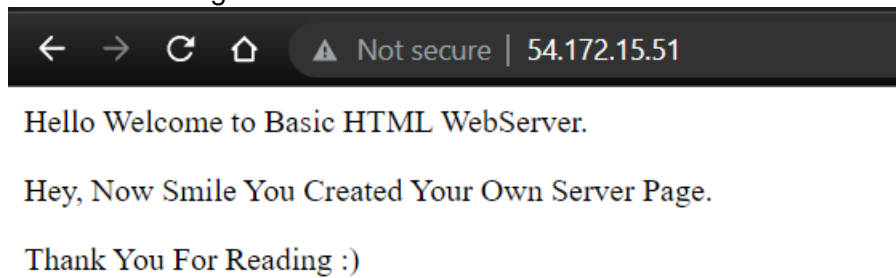 Not secure | 54.172.15.51
Hello Welcome to Basic HTML WebServer.
Hey, Now Smile You Created Your Own Server Page.
Thank You For Reading :)